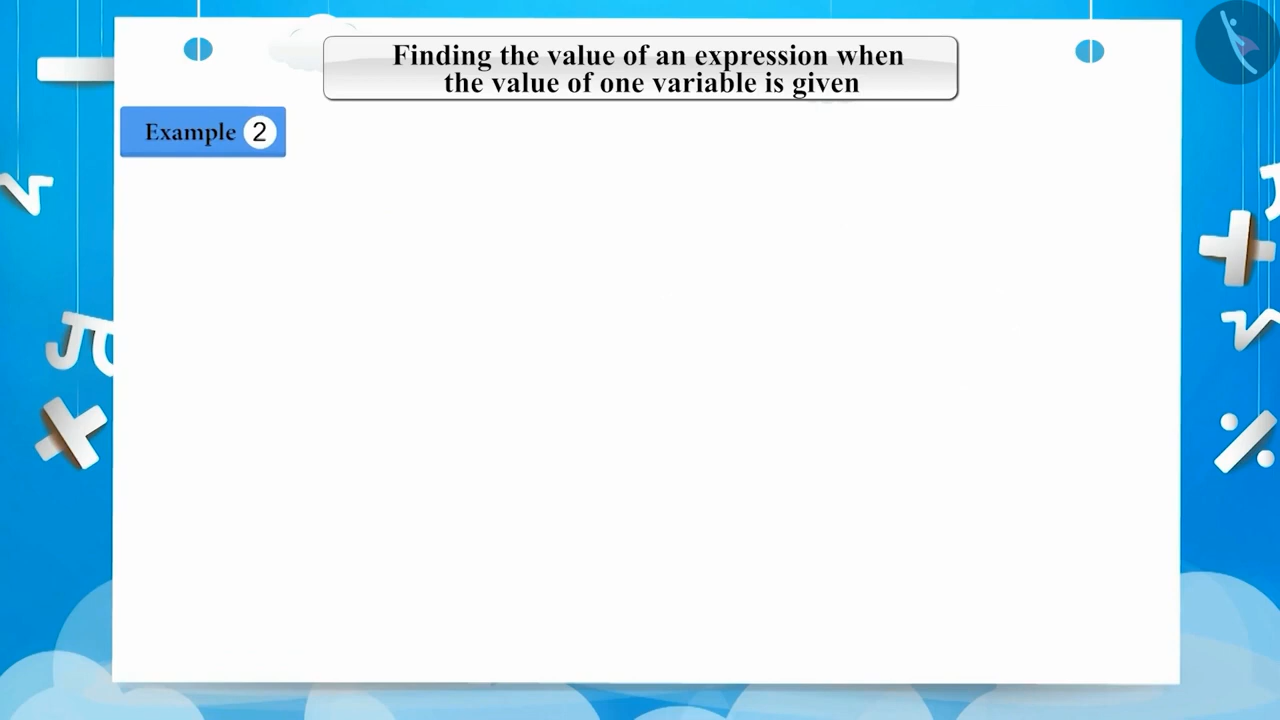 Finding the value of an expression when
the value of one variable is given
Example 2